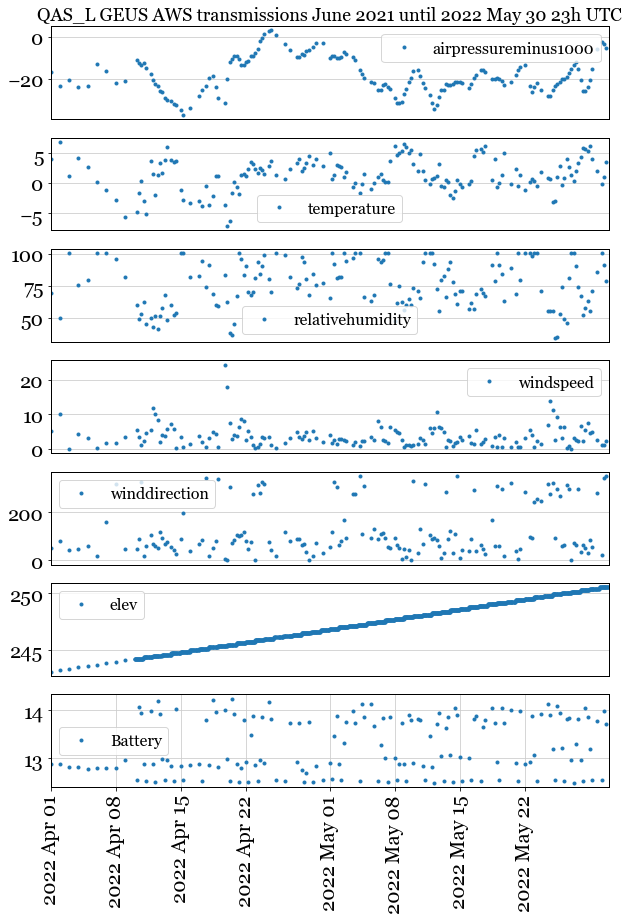 QAS_L GEUS AWS transmissions June 2021 until 2022 May 30 23h UTC
0
−20
airpressureminus1000
5
0
−5
temperature
100
75
50
relativehumidity
20
10
0
windspeed
200
0
winddirection
250
245
elev
14
13
Battery
2022 Apr 01
2022 Apr 08
2022 Apr 15
2022 Apr 22
2022 May 01
2022 May 08
2022 May 15
2022 May 22